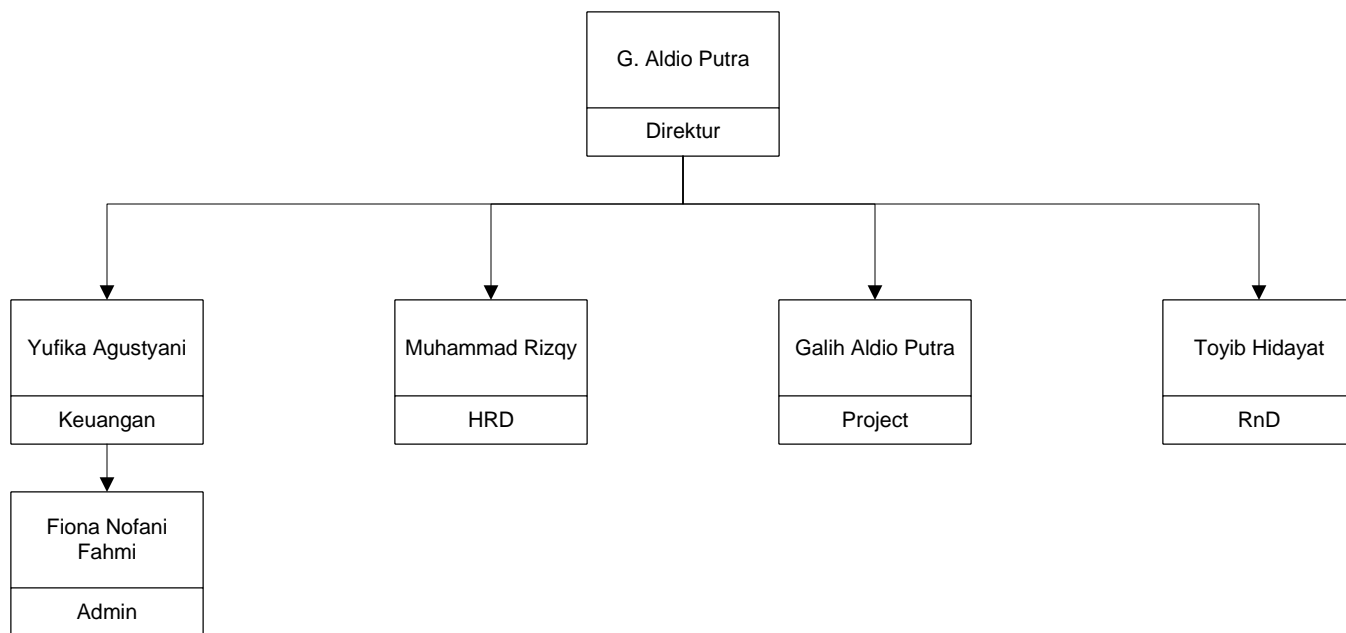 G. Aldio Putra
Direktur
Yufika Agustyani
Keuangan
Muhammad Rizqy
HRD
Galih Aldio Putra
Project
Toyib Hidayat
RnD
Fiona Nofani
Fahmi
Admin